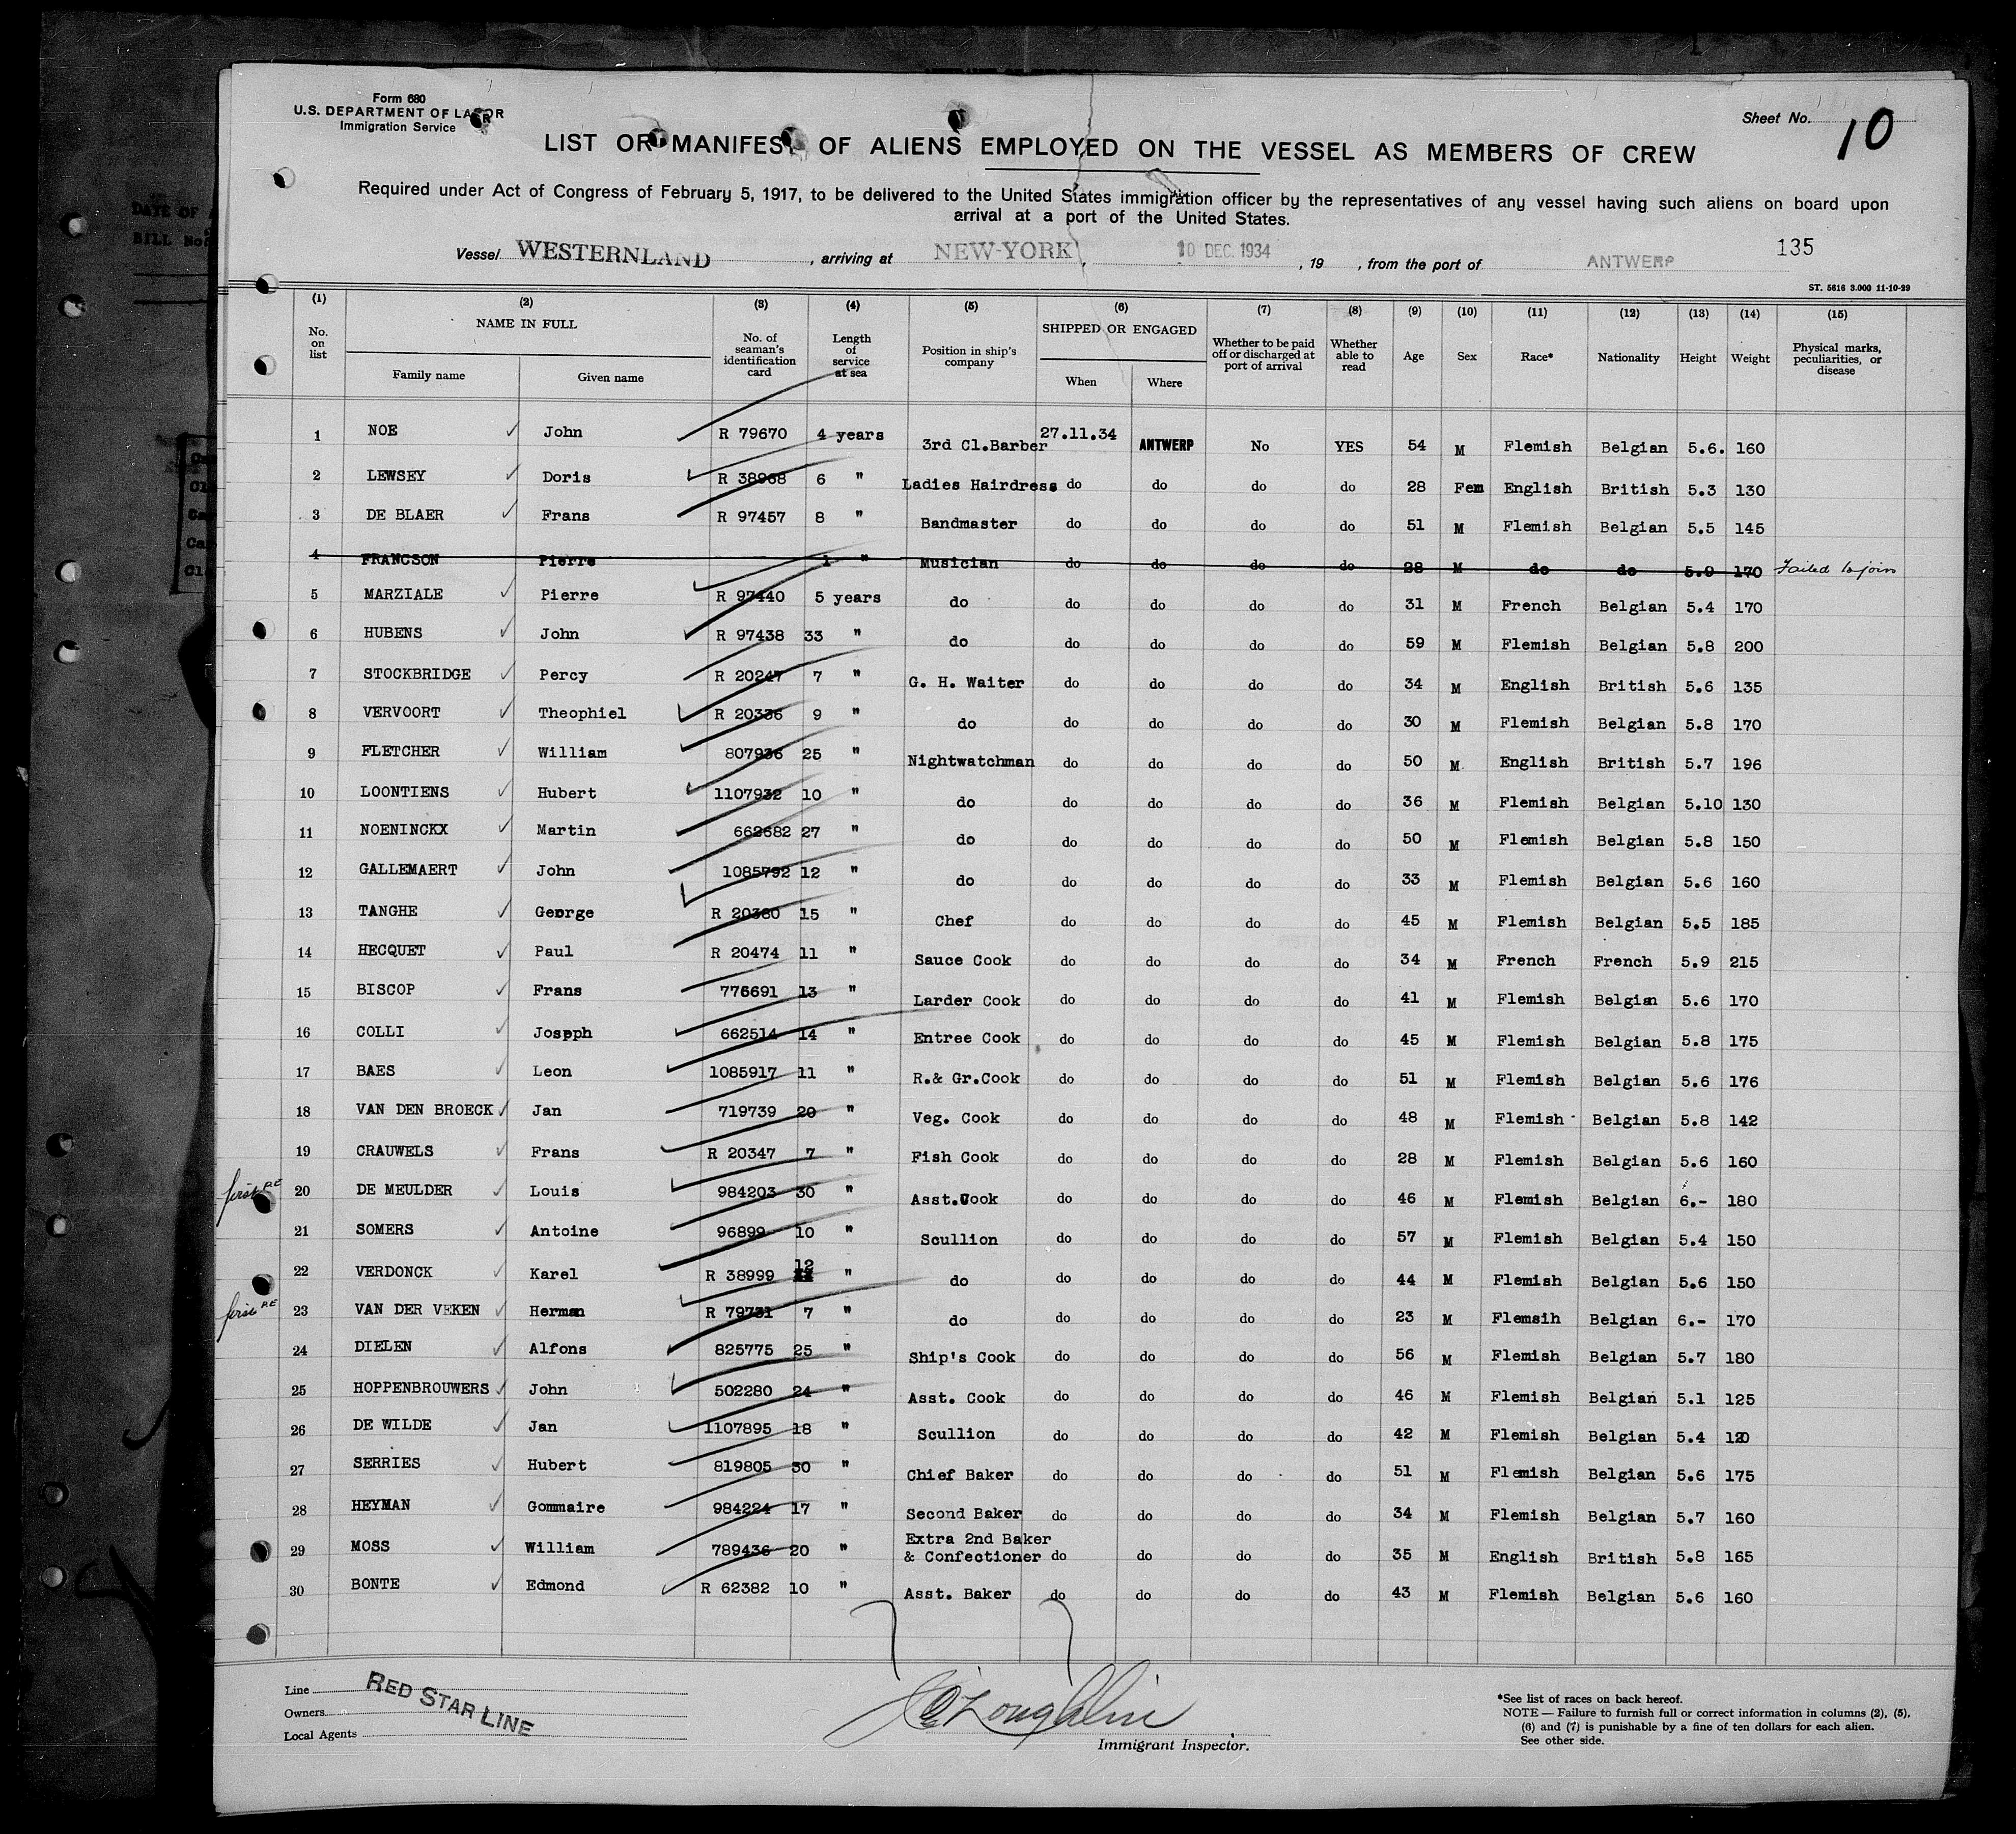 Form 680
U.S. DEPARTMENT OF LABOR
Immigration Service
Sheet No. 10
LIST OR MANIFEST OF ALIENS EMPLOYED ON THE VESSEL AS MEMBERS OF CREW
Required under Act of Congress of February 5, 1917, to be delivered to the United States immigration officer by the representatives of any vessel having such aliens on board upon
arrival at a port of the United States.
Vessel WESTERNLAND, arriving at NEW-YORK, 10 DEC. 1934, 19 , from the port of ANTWERP 135
ST. 5616 3.000 11-10-29
(1) (2) (3) (4) (5) (6) (7) (8) (9) (10) (11) (12) (13) (14) (15)
No. on list NAME IN FULL Family name Given name No. of seaman's identification card Length of service at sea Position in ship's company SHIPPED OR ENGAGED When Where Whether to be paid off or discharged at port of arrival Whether able to read Age Sex Race* Nationality Height Weight Physical marks, peculiarities, or disease
1 NOE John R 79670 4 years 3rd Cl.Barber 27.11.34 ANTWERP No YES 54 M Flemish Belgian 5.6. 160
2 LEWSEY Doris R 38968 6 " Ladies Hairdress do do do do 28 Fem English British 5.3 130
3 DE BLAER Frans R 97457 8 " Bandmaster do do do do 51 M Flemish Belgian 5.5 145
4 FRANCSON Pierre 1 " Musician do do do do 28 M do do 5.9 170 Failed to join
5 MARZIALE Pierre R 97440 5 years do do do do do 31 M French Belgian 5.4 170
6 HUBENS John R 97438 33 " do do do do do 59 M Flemish Belgian 5.8 200
7 STOCKBRIDGE Percy R 20247 7 " G. H. Waiter do do do do 34 M English British 5.6 135
8 VERVOORT Theophiel R 20336 9 " do do do do do 30 M Flemish Belgian 5.8 170
9 FLETCHER William 807936 25 " Nightwatchman do do do do 50 M English British 5.7 196
10 LOONTIENS Hubert 1107932 10 " do do do do do 36 M Flemish Belgian 5.10 130
11 NOENINCKX Martin 662682 27 " do do do do do 50 M Flemish Belgian 5.8 150
12 GALLEMAERT John 1085792 12 " do do do do do 33 M Flemish Belgian 5.6 160
13 TANGHE George R 20380 15 " Chef do do do do 45 M Flemish Belgian 5.5 185
14 HECQUET Paul R 20474 11 " Sauce Cook do do do do 34 M French French 5.9 215
15 BISCOP Frans 776691 13 " Larder Cook do do do do 41 M Flemish Belgian 5.6 170
16 COLLI Jospph 662514 14 " Entree Cook do do do do 45 M Flemish Belgian 5.8 175
17 BAES Leon 1085917 11 " R.& Gr.Cook do do do do 51 M Flemish Belgian 5.6 176
18 VAN DEN BROECK Jan 719739 20 " Veg. Cook do do do do 48 M Flemish Belgian 5.8 142
19 CRAUWELS Frans R 20347 7 " Fish Cook do do do do 28 M Flemish Belgian 5.6 160
first 20 DE MEULDER Louis 984203 30 " Asst.Cook do do do do 46 M Flemish Belgian 6.- 180
21 SOMERS Antoine 96899 10 " Scullion do do do do 57 M Flemish Belgian 5.4 150
22 VERDONCK Karel R 38999 12 " do do do do do 44 M Flemish Belgian 5.6 150
first 23 VAN DER VEKEN Herman R 79731 7 " do do do do do 23 M Flemsih Belgian 6.- 170
24 DIELEN Alfons 825775 25 " Ship's Cook do do do do 56 M Flemish Belgian 5.7 180
25 HOPPENBROUWERS John 502280 24 " Asst. Cook do do do do 46 M Flemish Belgian 5.1 125
26 DE WILDE Jan 1107895 18 " Scullion do do do do 42 M Flemish Belgian 5.4 120
27 SERRIES Hubert 819805 30 " Chief Baker do do do do 51 M Flemish Belgian 5.6 175
28 HEYMAN Gommaire 984224 17 " Second Baker do do do do 34 M Flemish Belgian 5.7 160
29 MOSS William 789436 20 " Extra 2nd Baker & Confectioner do do do do 35 M English British 5.8 165
30 BONTE Edmond R 62382 10 " Asst. Baker do do do do 43 M Flemish Belgian 5.6 160
Line RED STAR LINE
Owners
Local Agents
Immigrant Inspector.
*See list of races on back hereof.
NOTE — Failure to furnish full or correct information in columns (2), (5),
(6) and (7) is punishable by a fine of ten dollars for each alien.
See other side.